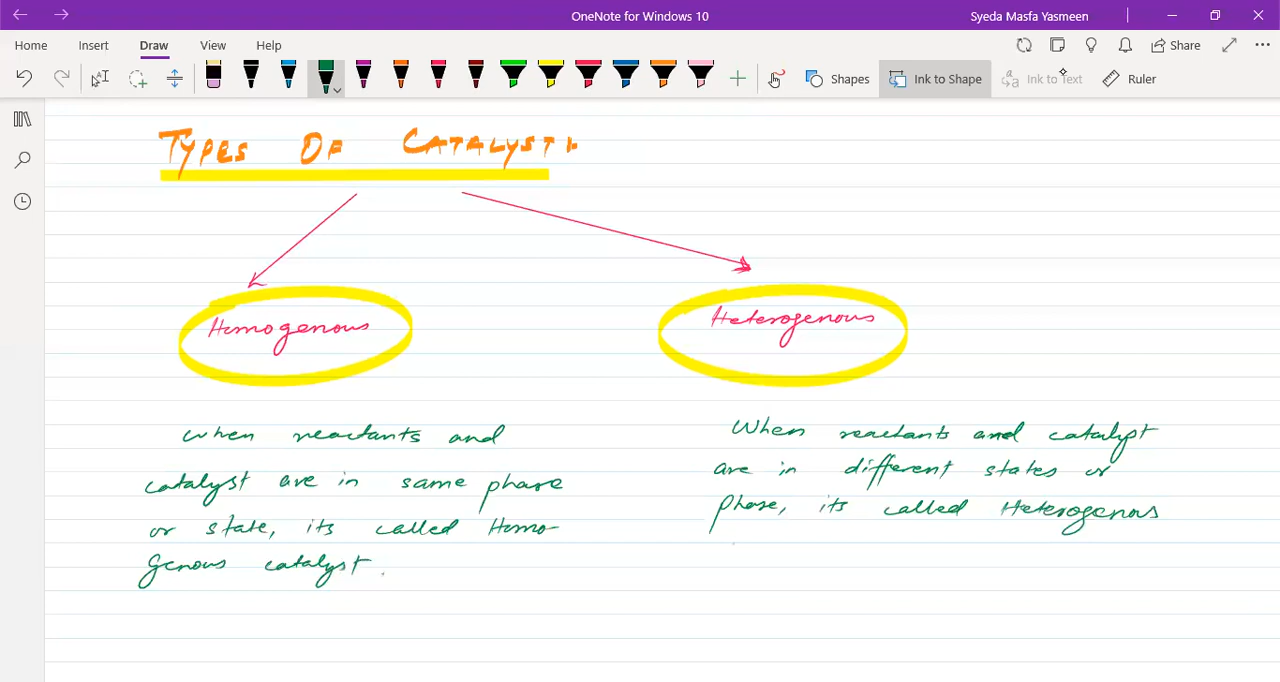 OneNote for Windows 10
Syeda Masfa Yasmeen
Home Insert Draw View Help
Share
Shapes Ink to Shape Ink to Text Ruler
TYPES OF CATALYST:
Homogenous
Heterogenous
When reactants and
catalyst are in same phase
or state, its called Homo
genous catalyst.
When reactants and catalyst
are in different states or
phase, its called Heterogenous